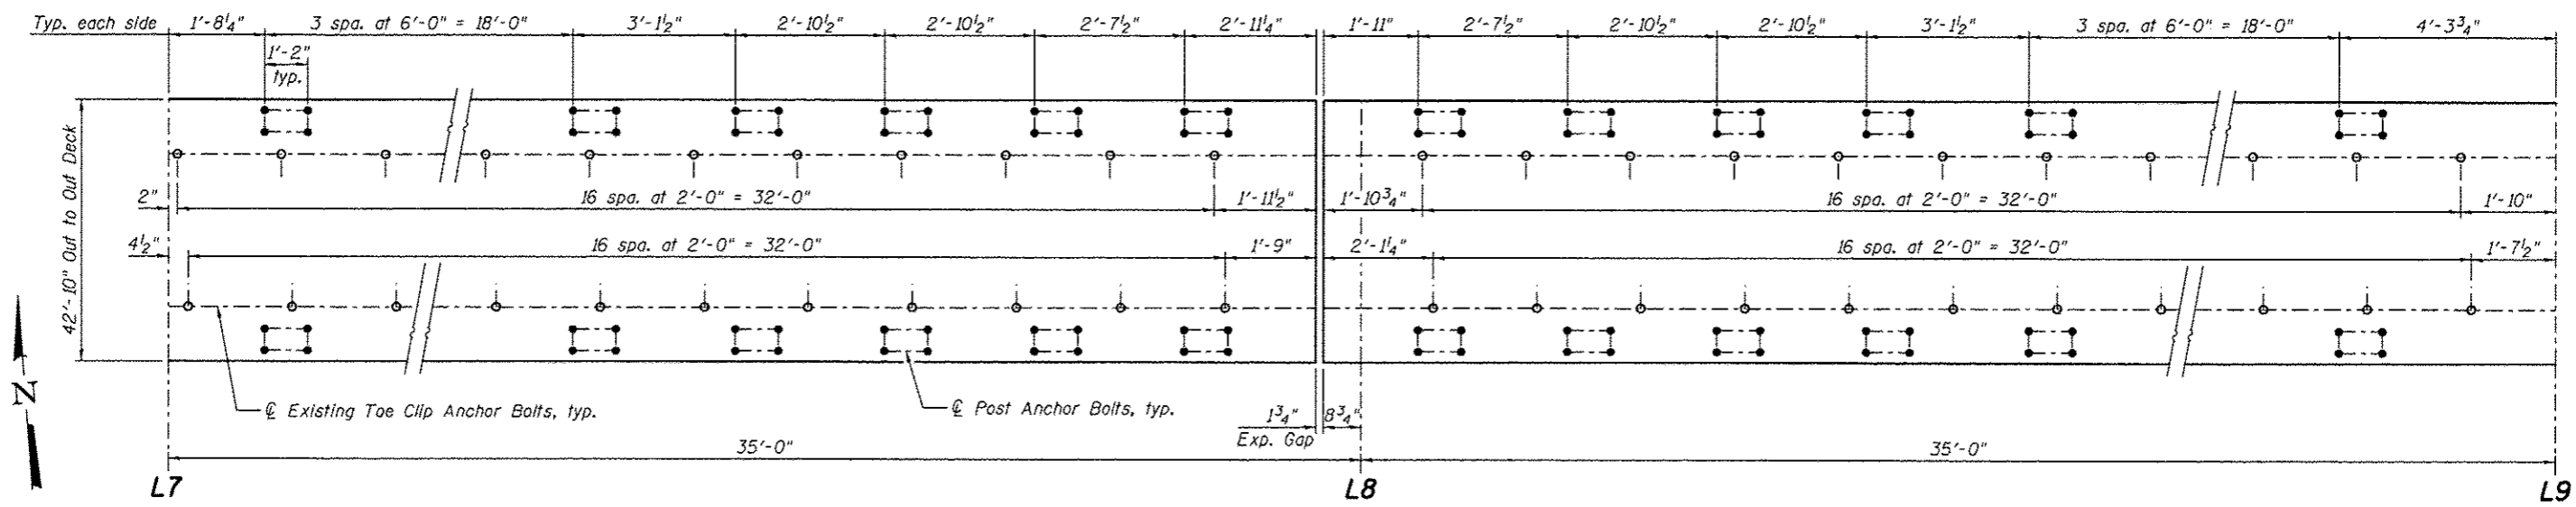 Typ. each side 1'-8¼" 3 spa. at 6'-0" = 18'-0" 3'-1½" 2'-10½" 2'-10½" 2'-7½" 2'-11¼" 1'-11" 2'-7½" 2'-10½" 2'-10½" 3'-1½" 3 spa. at 6'-0" = 18'-0" 4'-3¾"
1'-2"
typ.
42'-10" Out to Out Deck
2" 16 spa. at 2'-0" = 32'-0" 1'-11½" 1'-10¾" 16 spa. at 2'-0" = 32'-0" 1'-10"
4½" 16 spa. at 2'-0" = 32'-0" 1'-9" 2'-1¼" 16 spa. at 2'-0" = 32'-0" 1'-7½"
N
℄ Existing Toe Clip Anchor Bolts, typ. ℄ Post Anchor Bolts, typ. 1¾" 8¾"
Exp. Gap
35'-0" 35'-0"
L7 L8 L9